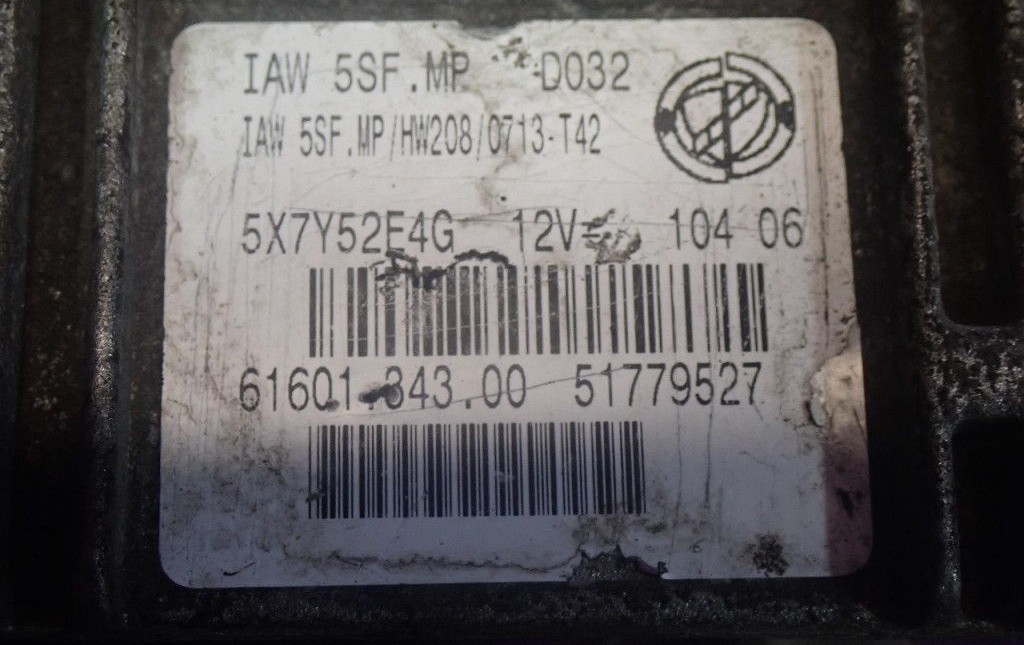 IAW 5SF.MP D032
IAW 5SF.MP/HW208/0713-T42
5X7Y52E4G 12V= 104 06
61601.343.00 51779527